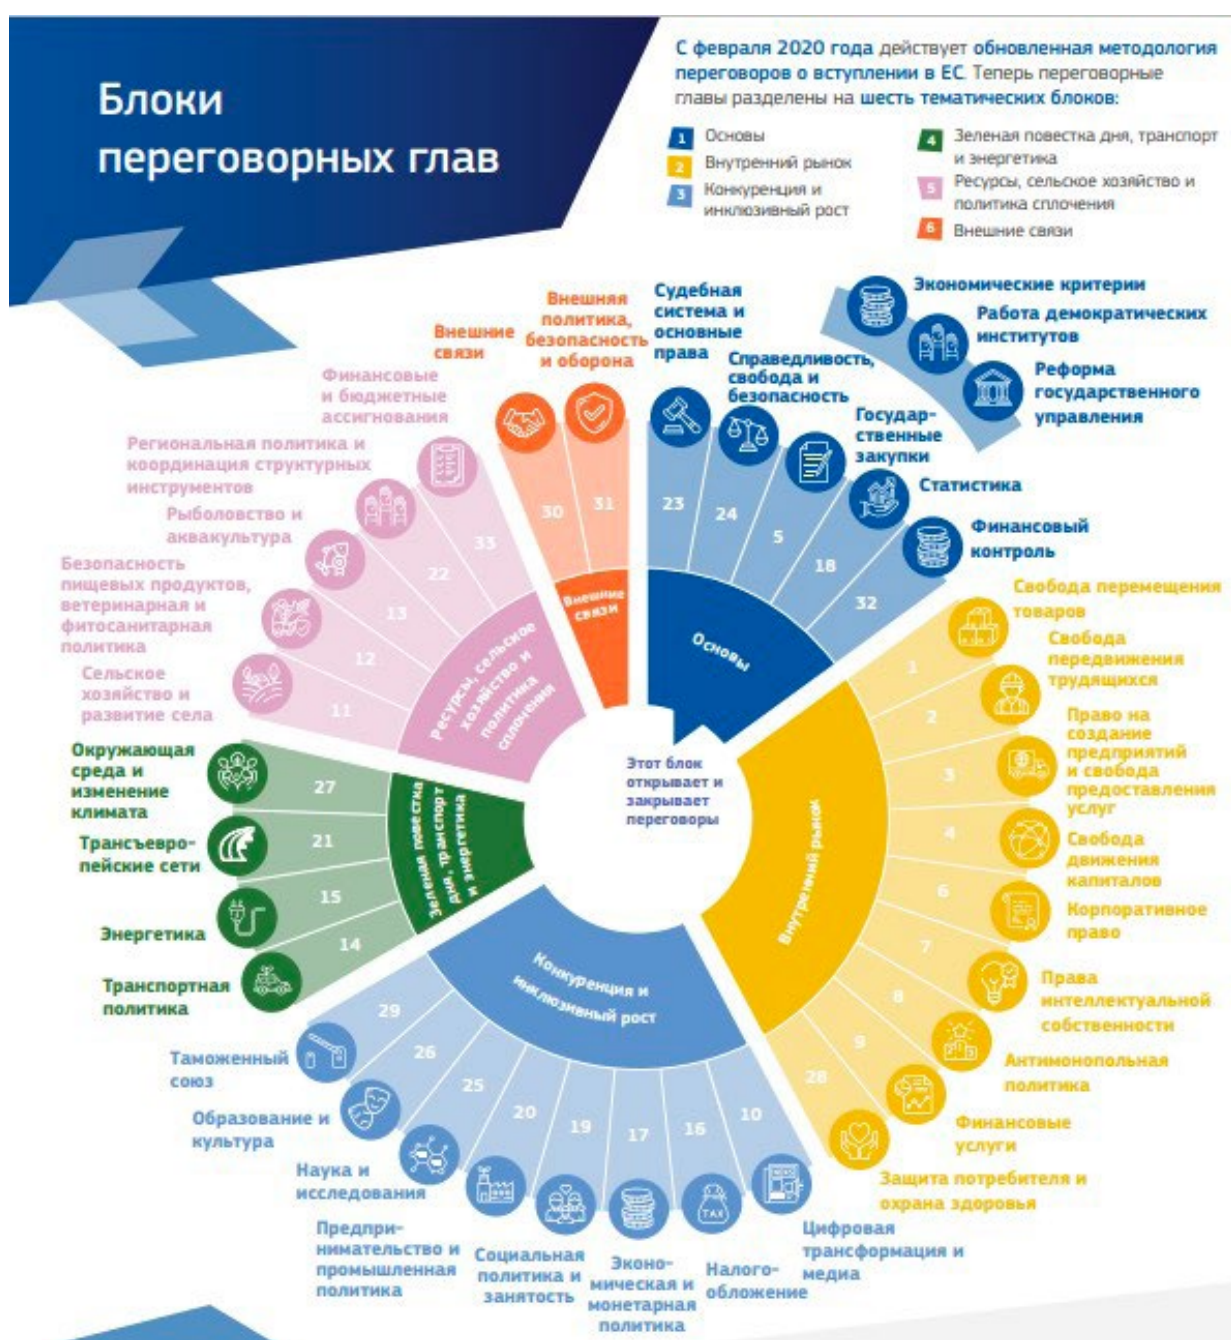 Блоки
переговорных глав
С февраля 2020 года действует обновленная методология
переговоров о вступлении в ЕС. Теперь переговорные
главы разделены на шесть тематических блоков:
1 Основы
2 Внутренний рынок
3 Конкуренция и
инклюзивный рост
4 Зеленая повестка дня, транспорт
и энергетика
5 Ресурсы, сельское хозяйство и
политика сплочения
6 Внешние связи
Экономические критерии
Работа демократических
институтов
Реформа
государственного
управления
Судебная
система и
основные
права
Справедливость,
свобода и
безопасность
Государ-
ственные
закупки
Статистика
Финансовый
контроль
23
24
5
18
32
Основы
Этот блок
открывает и
закрывает
переговоры
Свобода перемещения
товаров
Свобода
передвижения
трудящихся
Право на
создание
предприятий
и свобода
предоставления
услуг
Свобода
движения
капиталов
Корпоративное
право
Права
интеллектуальной
собственности
Антимонопольная
политика
Финансовые
услуги
Защита потребителя и
охрана здоровья
1
2
3
4
6
7
8
9
28
Внутренний рынок
Цифровая
трансформация и
медиа
Налого-
обложение
Эконо-
мическая и
монетарная
политика
Социальная
политика и
занятость
Предпри-
нимательство и
промышленная
политика
Наука и
исследования
Образование и
культура
Таможенный
союз
10
16
17
19
20
25
26
29
TAX
NEWS
Конкуренция и
инклюзивный рост
Транспортная
политика
Энергетика
Трансъевро-
пейские сети
Окружающая
среда и
изменение
климата
14
15
21
27
Зеленая повестка
дня, транспорт
и энергетика
Сельское
хозяйство и
развитие села
Безопасность
пищевых продуктов,
ветеринарная и
фитосанитарная
политика
Рыболовство и
аквакультура
Региональная политика и
координация структурных
инструментов
Финансовые
и бюджетные
ассигнования
11
12
13
22
33
Ресурсы, сельское
хозяйство и
политика
сплочения
Внешние
связи
Внешняя
политика,
безопасность
и оборона
30
31
Внешние
связи